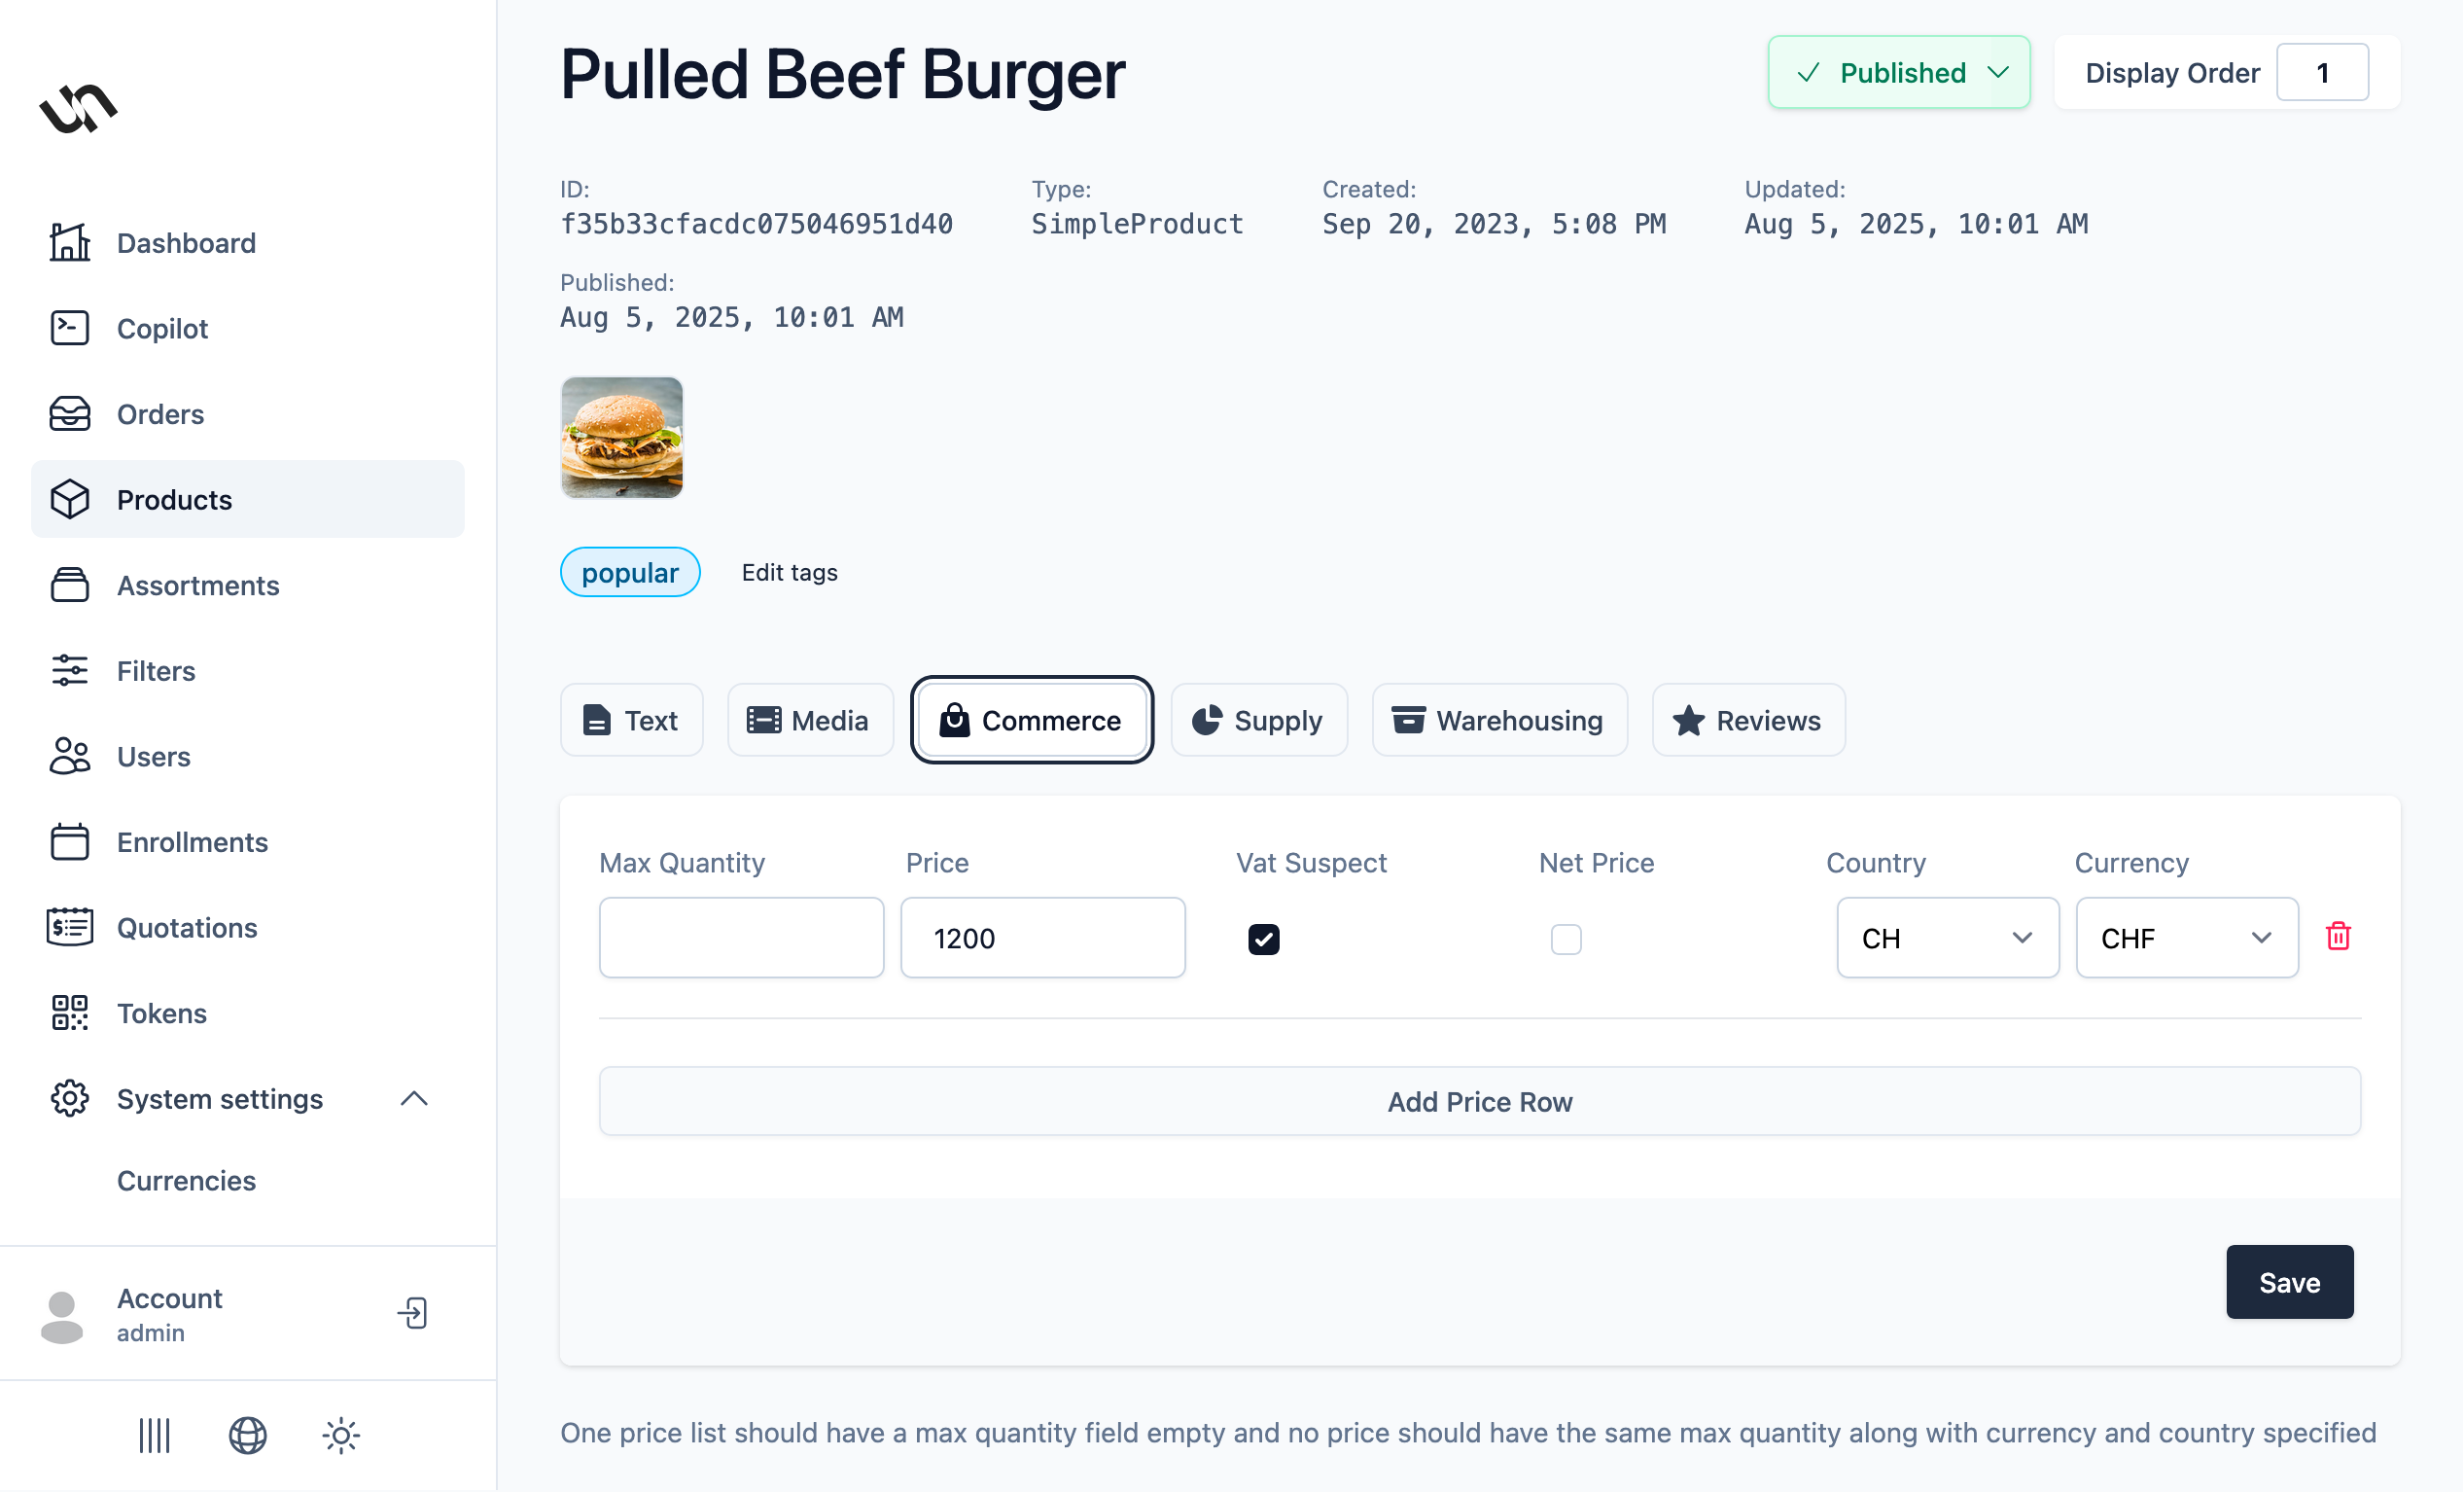 Dashboard
Copilot
Orders
Products
Assortments
Filters
Users
Enrollments
Quotations
Tokens
System settings
Currencies
Account
admin
Pulled Beef Burger
Published
Display Order 1
ID: Type: Created: Updated:
f35b33cfacdc075046951d40 SimpleProduct Sep 20, 2023, 5:08 PM Aug 5, 2025, 10:01 AM
Published:
Aug 5, 2025, 10:01 AM
popular Edit tags
Text Media Commerce Supply Warehousing Reviews
Max Quantity Price Vat Suspect Net Price Country Currency
1200 CH CHF
Add Price Row
Save
One price list should have a max quantity field empty and no price should have the same max quantity along with currency and country specified